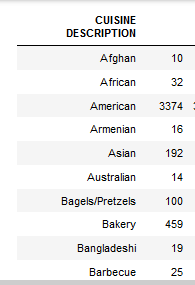 CUISINE
DESCRIPTION
Afghan 10
African 32
American 3374
Armenian 16
Asian 192
Australian 14
Bagels/Pretzels 100
Bakery 459
Bangladeshi 19
Barbecue 25